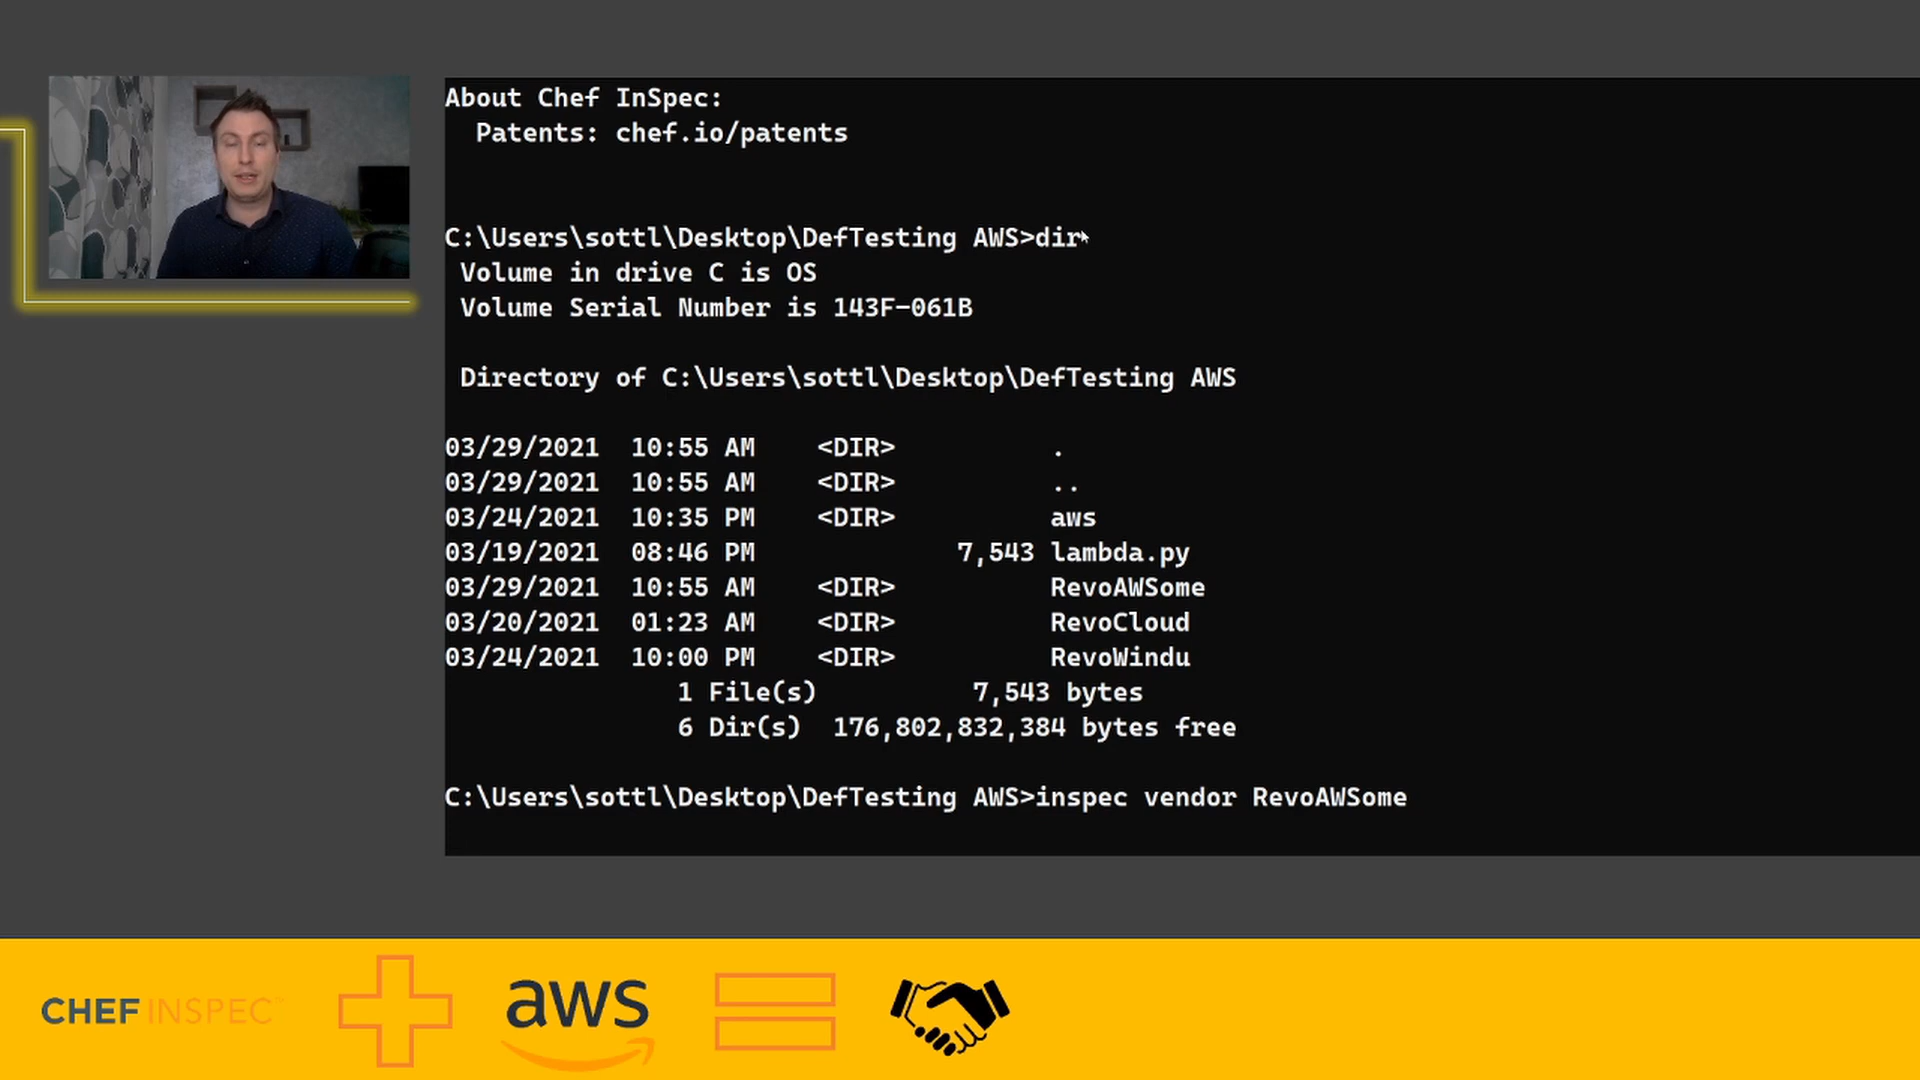 About Chef InSpec:
Patents: chef.io/patents
C:\Users\sottl\Desktop\DefTesting AWS>dir
Volume in drive C is OS
Volume Serial Number is 143F-061B
Directory of C:\Users\sottl\Desktop\DefTesting AWS
03/29/2021 10:55 AM <DIR> .
03/29/2021 10:55 AM <DIR> ..
03/24/2021 10:35 PM <DIR> aws
03/19/2021 08:46 PM 7,543 lambda.py
03/29/2021 10:55 AM <DIR> RevoAWSome
03/20/2021 01:23 AM <DIR> RevoCloud
03/24/2021 10:00 PM <DIR> RevoWindu
1 File(s) 7,543 bytes
6 Dir(s) 176,802,832,384 bytes free
C:\Users\sottl\Desktop\DefTesting AWS>inspec vendor RevoAWSome
CHEF INSPEC™
aws